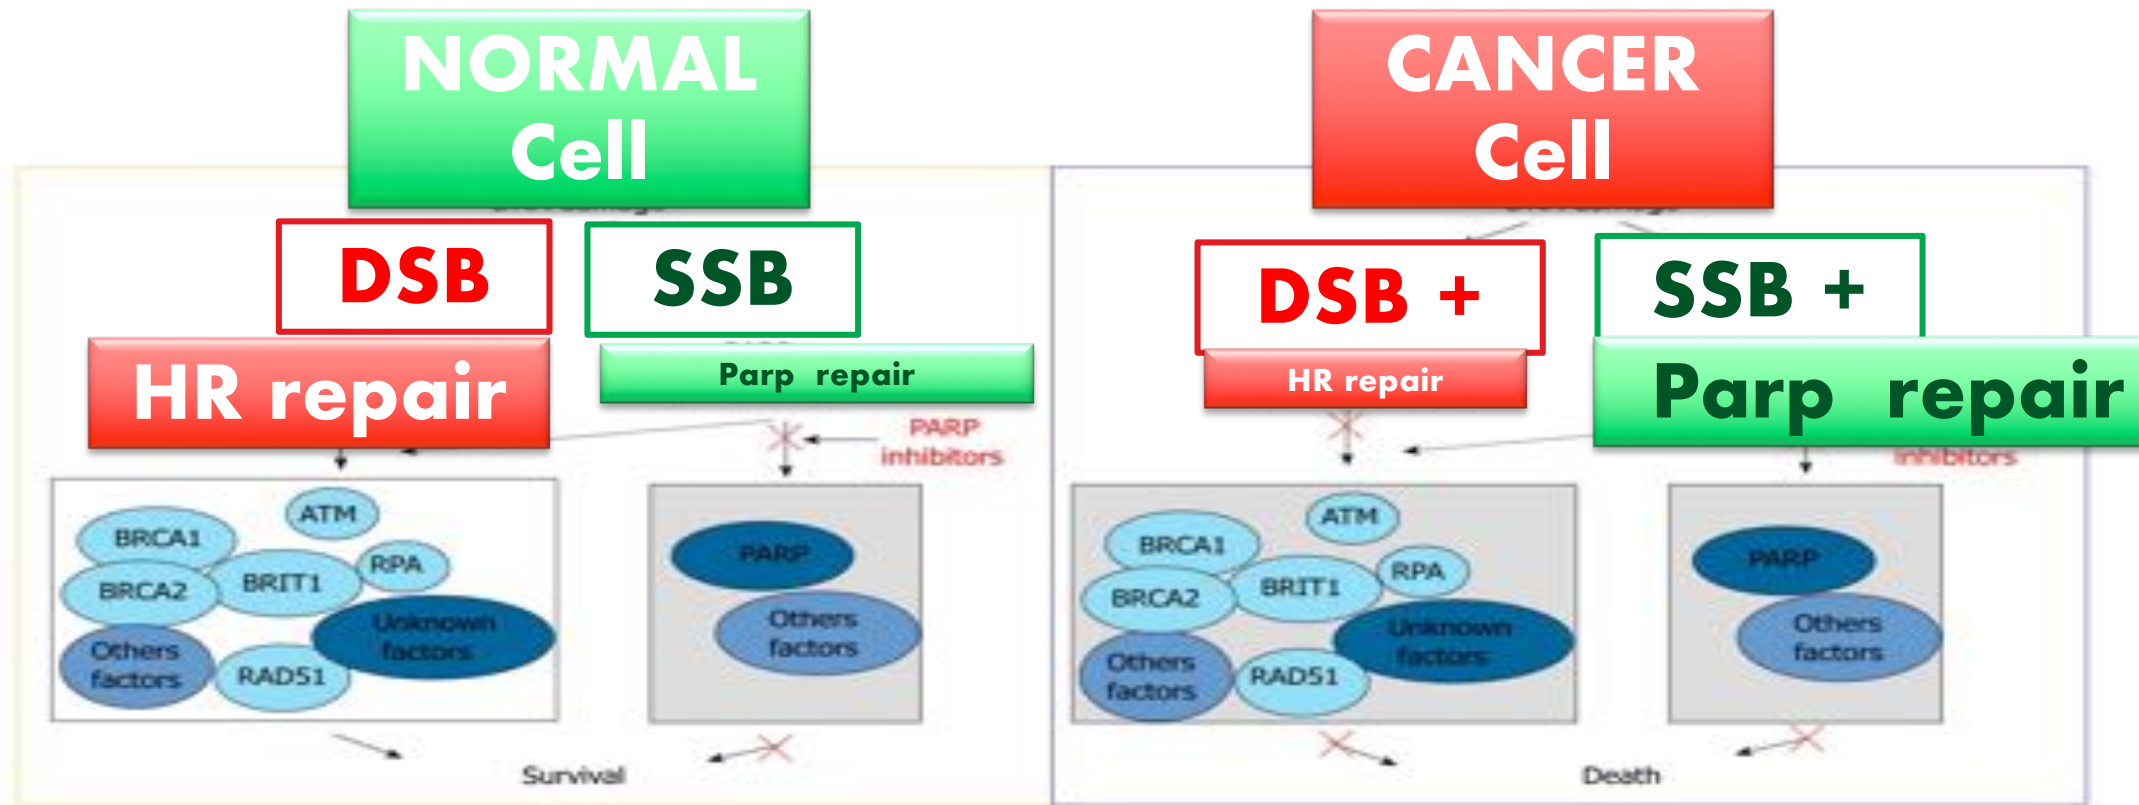 NORMAL
Cell
DSB
SSB
HR repair
Parp repair
PARP
inhibitors
ATM
BRCA1
RPA
BRCA2
BRIT1
Unknown
factors
Others
factors
RAD51
PARP
Others
factors
Survival
CANCER
Cell
DSB +
SSB +
HR repair
Parp repair
inhibitors
ATM
BRCA1
RPA
BRCA2
BRIT1
Unknown
factors
Others
factors
RAD51
PARP
Others
factors
Death